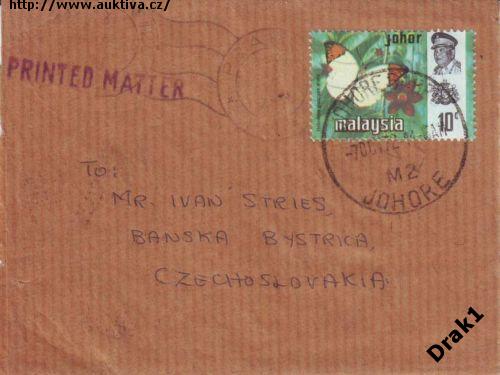 http://www.auktiva.cz/
PRINTED MATTER
johor
malaysia
10c
JOHORE
M2
JOHORE
TO:
MR. IVAN STRIES,
BANSKA BYSTRICA,
CZECHOSLOVAKIA.
Drak1